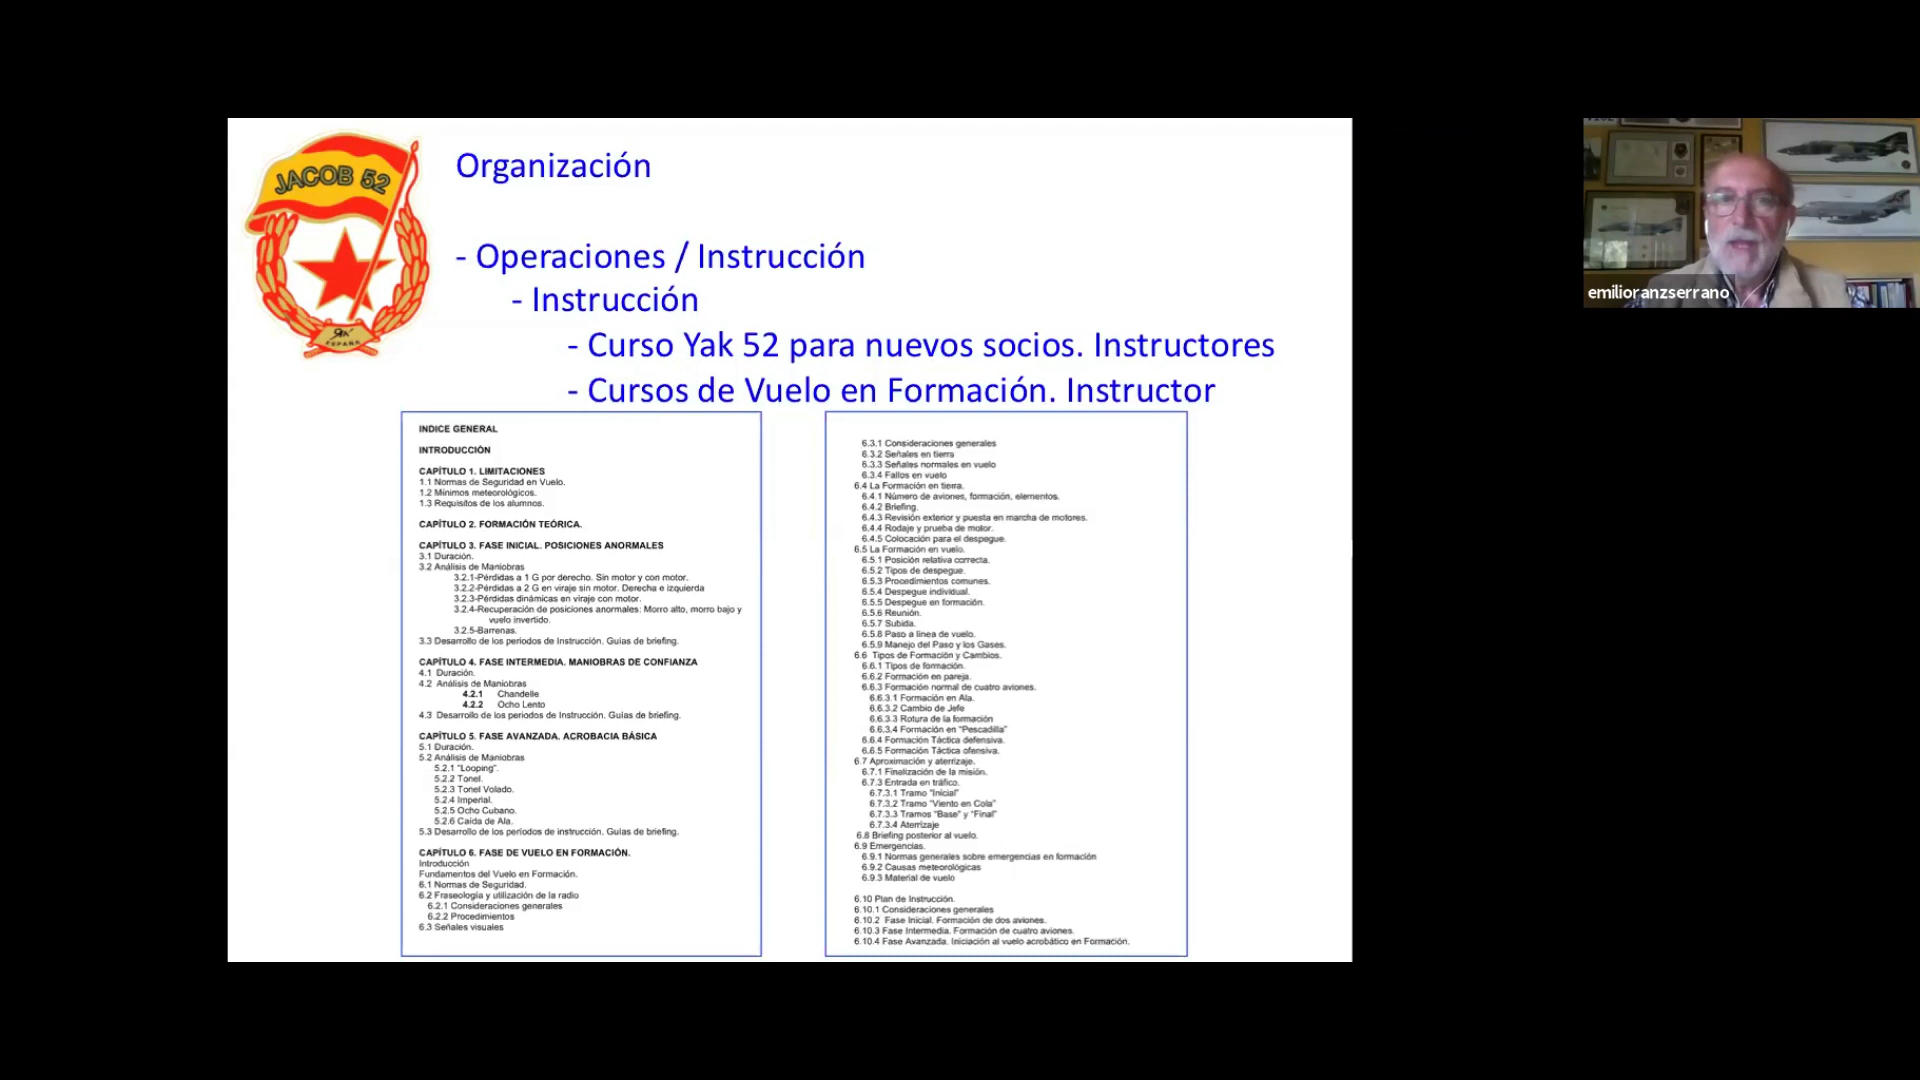 JACOB 52
ESPAÑA
Organización
- Operaciones / Instrucción
- Instrucción
- Curso Yak 52 para nuevos socios. Instructores
- Cursos de Vuelo en Formación. Instructor
INDICE GENERAL
INTRODUCCIÓN
CAPÍTULO 1. LIMITACIONES
1.1 Normas de Seguridad en Vuelo.
1.2 Mínimos meteorológicos.
1.3 Requisitos de los alumnos.
CAPÍTULO 2. FORMACIÓN TEÓRICA.
CAPÍTULO 3. FASE INICIAL. POSICIONES ANORMALES
3.1 Duración.
3.2 Análisis de Maniobras
3.2.1-Pérdidas a 1 G por derecho. Sin motor y con motor.
3.2.2-Pérdidas a 2 G en viraje sin motor. Derecha e izquierda
3.2.3-Pérdidas dinámicas en viraje con motor.
3.2.4-Recuperación de posiciones anormales: Morro alto, morro bajo y
vuelo invertido.
3.2.5-Barrenas.
3.3 Desarrollo de los periodos de Instrucción. Guías de briefing.
CAPÍTULO 4. FASE INTERMEDIA. MANIOBRAS DE CONFIANZA
4.1 Duración.
4.2 Análisis de Maniobras
4.2.1 Chandelle
4.2.2 Ocho Lento
4.3 Desarrollo de los periodos de Instrucción. Guías de briefing.
CAPÍTULO 5. FASE AVANZADA. ACROBACIA BÁSICA
5.1 Duración.
5.2 Análisis de Maniobras
5.2.1 "Looping".
5.2.2 Tonel.
5.2.3 Tonel Volado.
5.2.4 Imperial.
5.2.5 Ocho Cubano.
5.2.6 Caída de Ala.
5.3 Desarrollo de los períodos de instrucción. Guías de briefing.
CAPÍTULO 6. FASE DE VUELO EN FORMACIÓN.
Introducción
Fundamentos del Vuelo en Formación.
6.1 Normas de Seguridad.
6.2 Fraseología y utilización de la radio
6.2.1 Consideraciones generales
6.2.2 Procedimientos
6.3 Señales visuales
6.3.1 Consideraciones generales
6.3.2 Señales en tierra
6.3.3 Señales normales en vuelo
6.3.4 Fallos en vuelo
6.4 La Formación en tierra.
6.4.1 Número de aviones, formación, elementos.
6.4.2 Briefing.
6.4.3 Revisión exterior y puesta en marcha de motores.
6.4.4 Rodaje y prueba de motor.
6.4.5 Colocación para el despegue.
6.5 La Formación en vuelo.
6.5.1 Posición relativa correcta.
6.5.2 Tipos de despegue.
6.5.3 Procedimientos comunes.
6.5.4 Despegue individual.
6.5.5 Despegue en formación.
6.5.6 Reunión.
6.5.7 Subida.
6.5.8 Paso a línea de vuelo.
6.5.9 Manejo del Paso y los Gases.
6.6 Tipos de Formación y Cambios.
6.6.1 Tipos de formación.
6.6.2 Formación en pareja.
6.6.3 Formación normal de cuatro aviones.
6.6.3.1 Formación en Ala.
6.6.3.2 Cambio de Jefe
6.6.3.3 Rotura de la formación
6.6.3.4 Formación en "Pescadilla"
6.6.4 Formación Táctica defensiva.
6.6.5 Formación Táctica ofensiva.
6.7 Aproximación y aterrizaje.
6.7.1 Finalización de la misión.
6.7.3 Entrada en tráfico.
6.7.3.1 Tramo "Inicial"
6.7.3.2 Tramo "Viento en Cola"
6.7.3.3 Tramos "Base" y "Final"
6.7.3.4 Aterrizaje
6.8 Briefing posterior al vuelo.
6.9 Emergencias.
6.9.1 Normas generales sobre emergencias en formación
6.9.2 Causas meteorológicas
6.9.3 Material de vuelo
6.10 Plan de Instrucción.
6.10.1 Consideraciones generales
6.10.2 Fase Inicial. Formación de dos aviones.
6.10.3 Fase Intermedia. Formación de cuatro aviones.
6.10.4 Fase Avanzada. Iniciación al vuelo acrobático en Formación.
emilioranzserrano